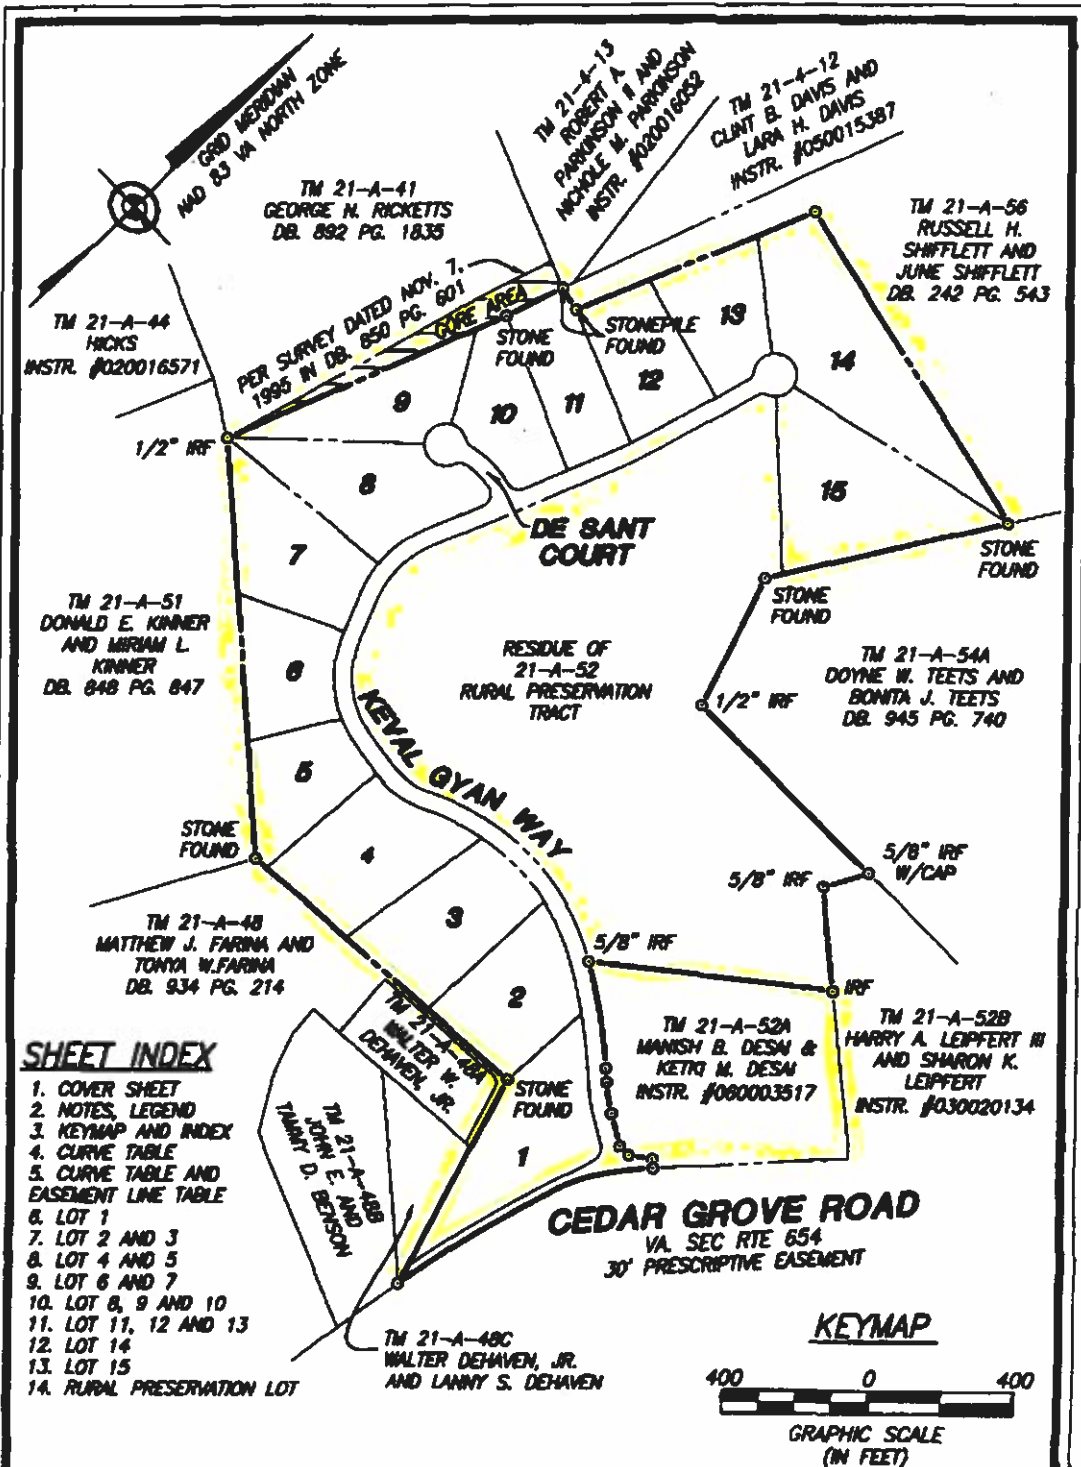 GRID MERIDIAN
NAD 83 VA NORTH ZONE
TM 21-4-13
ROBERT A.
PARKINSON II AND
NICHOLE M. PARKINSON
INSTR. #020016052
TM 21-4-12
CLINT B. DAVIS AND
LARA H. DAVIS
INSTR. #050015387
TM 21-A-41
GEORGE N. RICKETTS
DB. 892 PG. 1835
TM 21-A-56
RUSSELL H.
SHIFFLETT AND
JUNE SHIFFLETT
DB. 242 PG. 543
TM 21-A-44
HICKS
INSTR. #020016571
PER SURVEY DATED NOV. 7,
1995 IN DB. 850 PG. 601
GORE AREA
STONE
FOUND
STONEPILE
FOUND
13
14
12
11
10
9
1/2" IRF
8
15
7
DE SANT
COURT
STONE
FOUND
STONE
FOUND
TM 21-A-51
DONALD E. KINNER
AND MIRIAM L.
KINNER
DB. 848 PG. 847
6
RESIDUE OF
21-A-52
RURAL PRESERVATION
TRACT
TM 21-A-54A
DOYNE W. TEETS AND
BONITA J. TEETS
DB. 945 PG. 740
1/2" IRF
KEVAL GYAN WAY
5
STONE
FOUND
4
5/8" IRF
W/CAP
5/8" IRF
3
TM 21-A-48
MATTHEW J. FARINA AND
TONYA W.FARINA
DB. 934 PG. 214
5/8" IRF
IRF
2
TM 21-A-48A
WALTER W.
DEHAVEN, JR.
TM 21-A-52A
MANISH B. DESAI &
KETKI M. DESAI
INSTR. #060003517
TM 21-A-52B
HARRY A. LEIPFERT III
AND SHARON K.
LEIPFERT
INSTR. #030020134
STONE
FOUND
SHEET INDEX
1. COVER SHEET
2. NOTES, LEGEND
3. KEYMAP AND INDEX
4. CURVE TABLE
5. CURVE TABLE AND
EASEMENT LINE TABLE
6. LOT 1
7. LOT 2 AND 3
8. LOT 4 AND 5
9. LOT 6 AND 7
10. LOT 8, 9 AND 10
11. LOT 11, 12 AND 13
12. LOT 14
13. LOT 15
14. RURAL PRESERVATION LOT
TM 21-A-48B
JOHN E. AND
TAMMY D. BENSON
1
CEDAR GROVE ROAD
VA. SEC RTE 654
30' PRESCRIPTIVE EASEMENT
TM 21-A-48C
WALTER DEHAVEN, JR.
AND LANNY S. DEHAVEN
KEYMAP
400 0 400
GRAPHIC SCALE
(IN FEET)